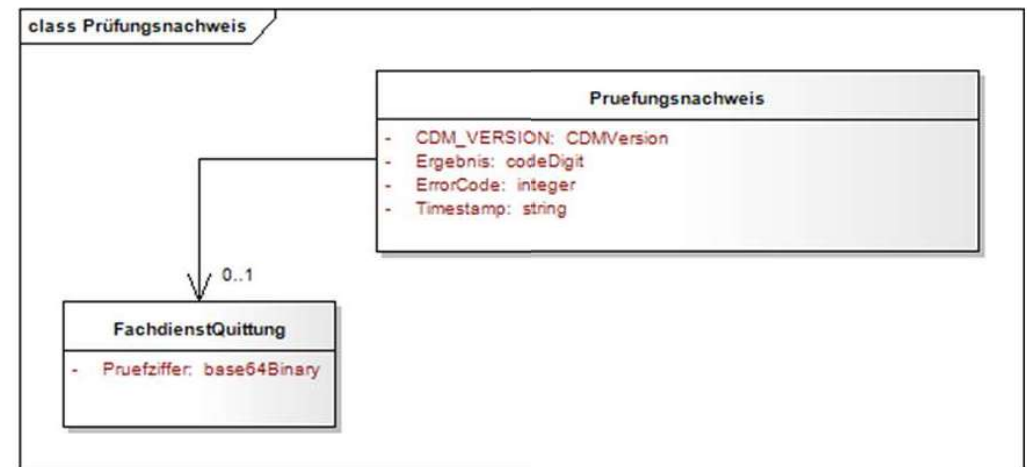 class Prüfungsnachweis
Pruefungsnachweis
- CDM_VERSION: CDMVersion
- Ergebnis: codeDigit
- ErrorCode: integer
- Timestamp: string
0..1
FachdienstQuittung
- Pruefziffer: base64Binary